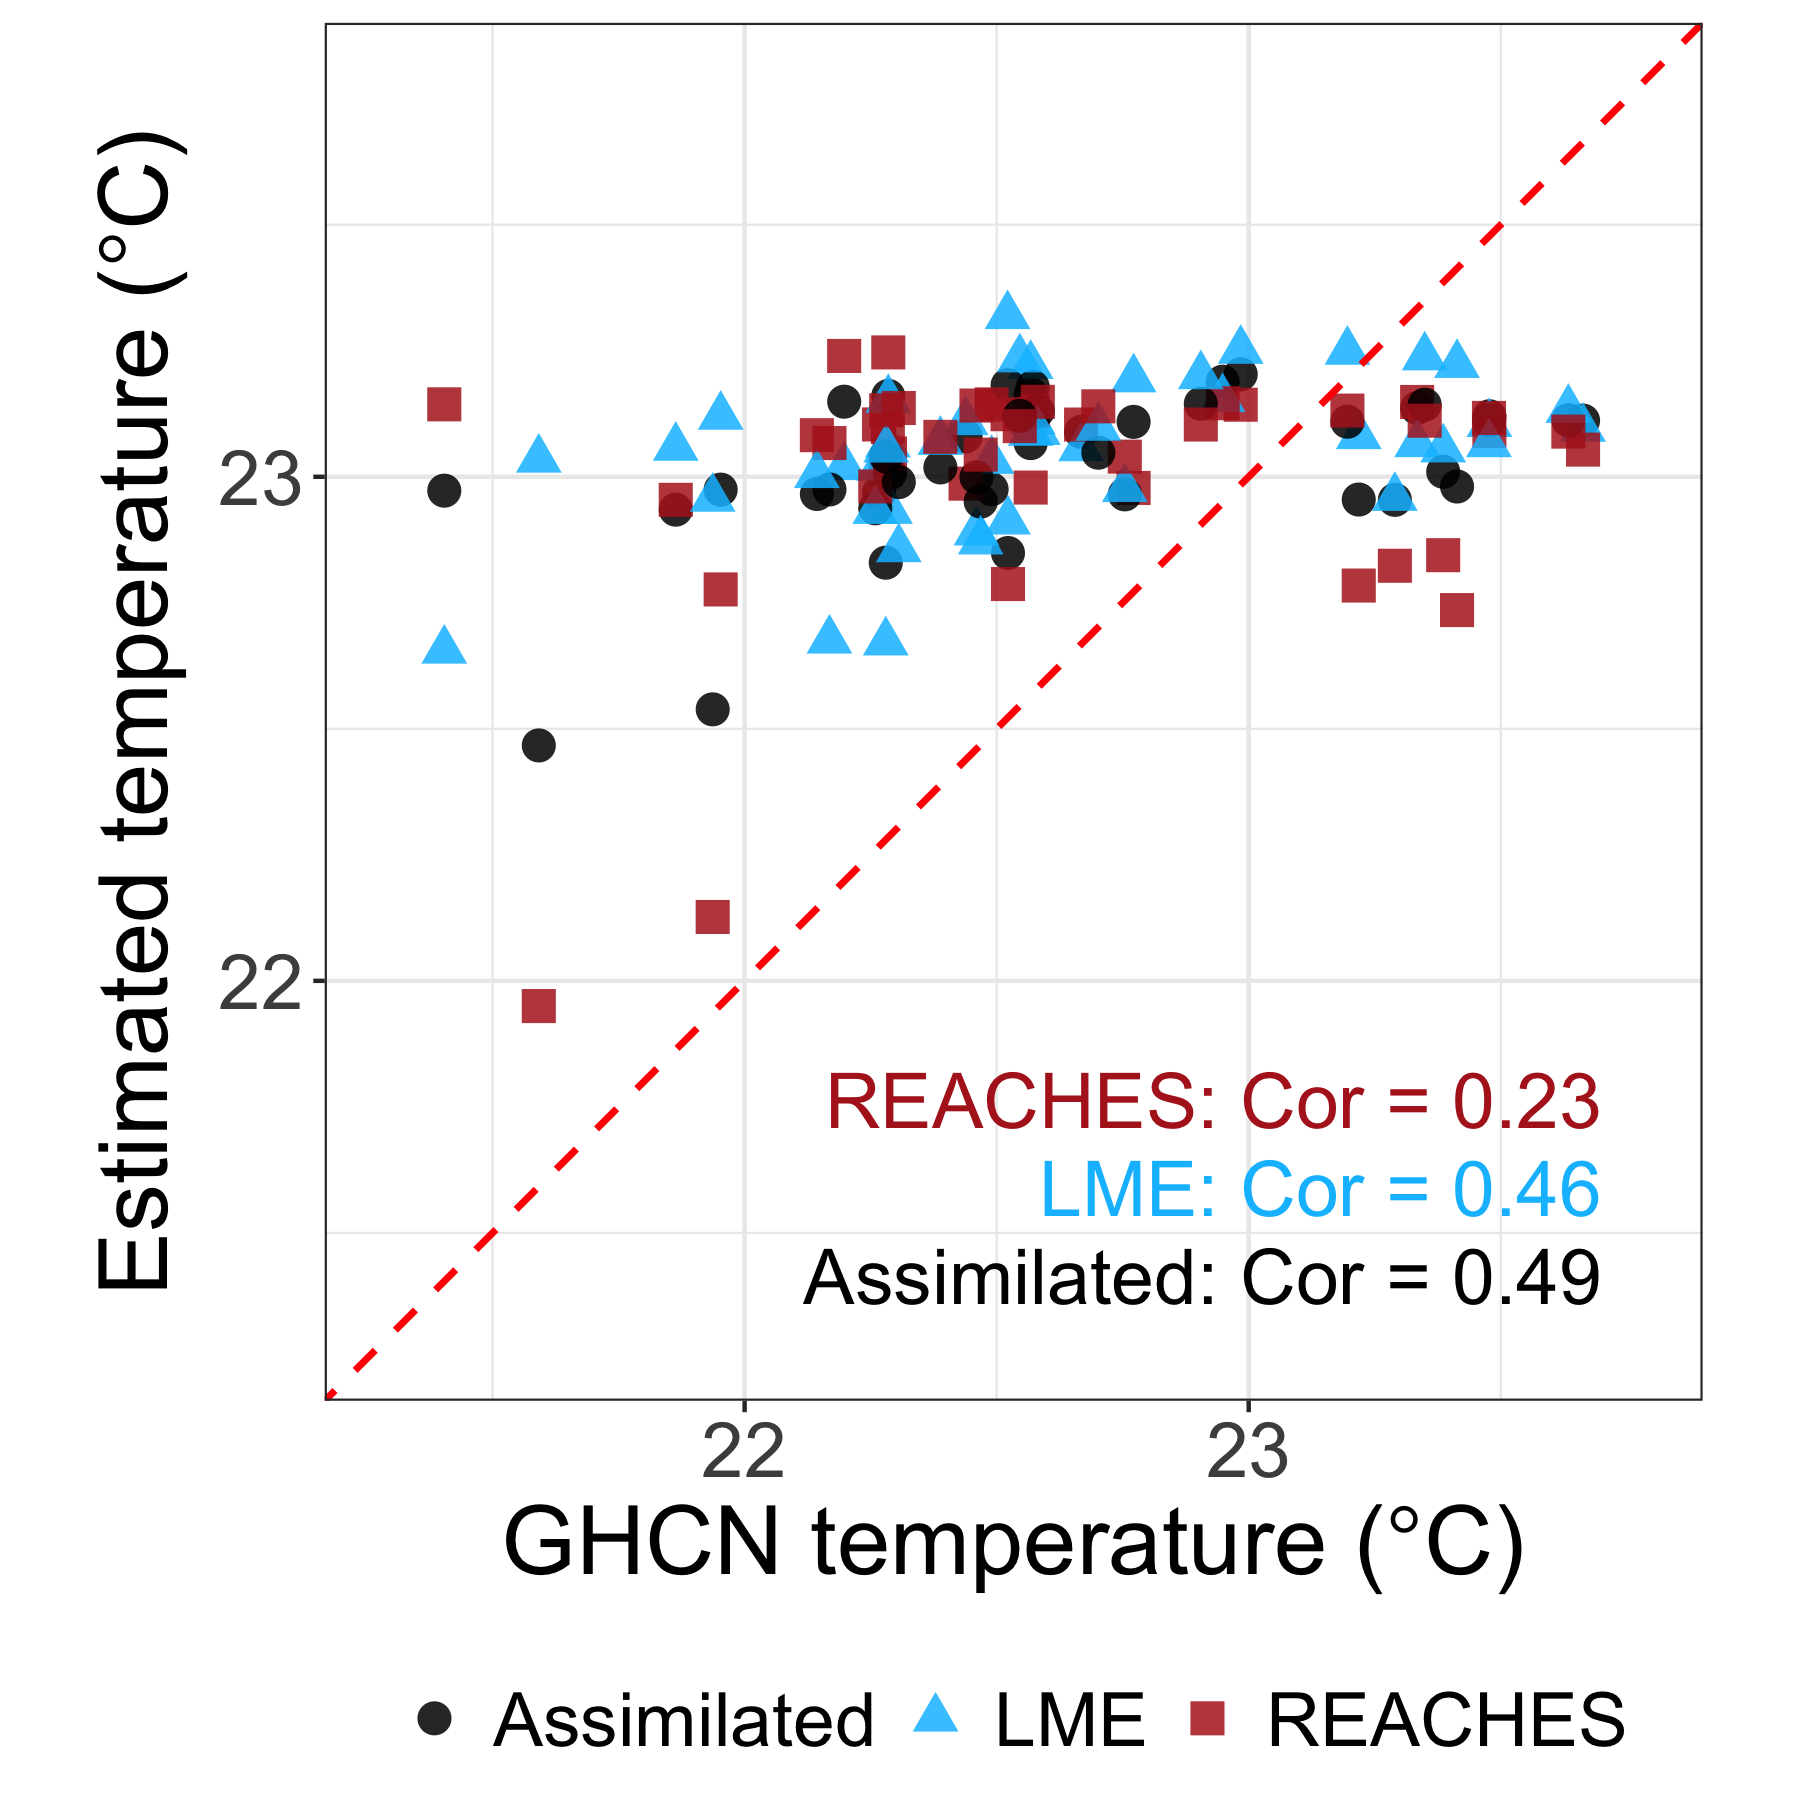 Estimated temperature (°C)
23
22
REACHES: Cor = 0.23
LME: Cor = 0.46
Assimilated: Cor = 0.49
22 23
GHCN temperature (°C)
Assimilated LME REACHES